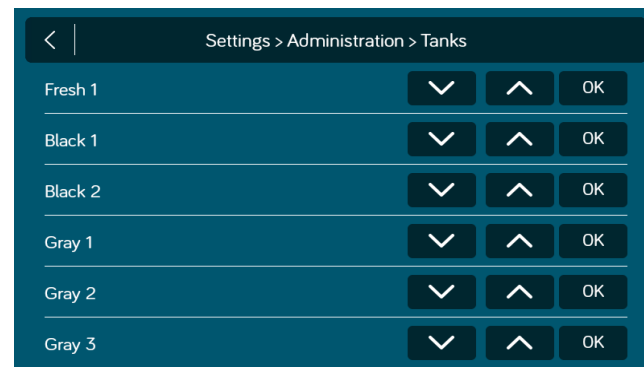 Settings > Administration > Tanks
Fresh 1 OK
Black 1 OK
Black 2 OK
Gray 1 OK
Gray 2 OK
Gray 3 OK